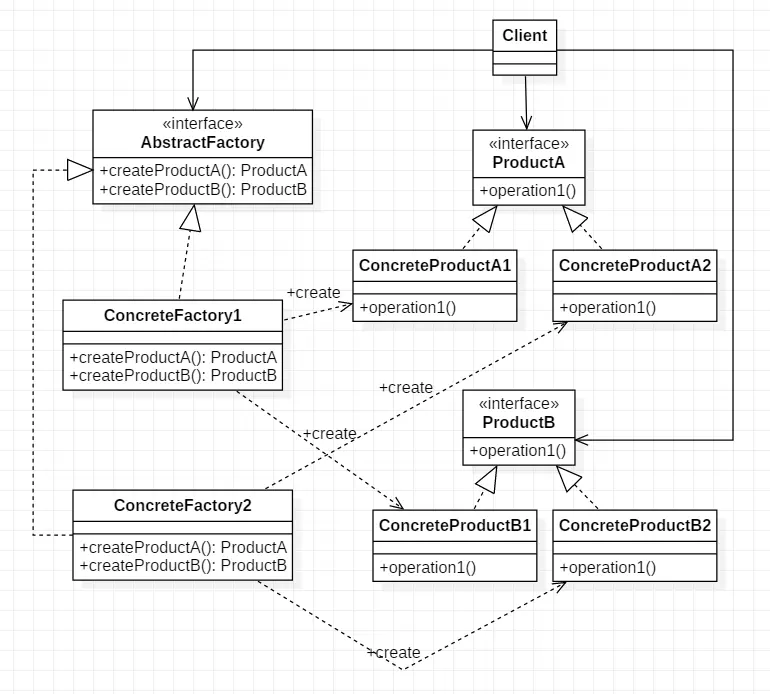 Client
«interface»
AbstractFactory
+createProductA(): ProductA
+createProductB(): ProductB
«interface»
ProductA
+operation1()
ConcreteProductA1
+operation1()
ConcreteProductA2
+operation1()
+create
ConcreteFactory1
+createProductA(): ProductA
+createProductB(): ProductB
+create
+create
«interface»
ProductB
+operation1()
ConcreteFactory2
+createProductA(): ProductA
+createProductB(): ProductB
ConcreteProductB1
+operation1()
ConcreteProductB2
+operation1()
+create